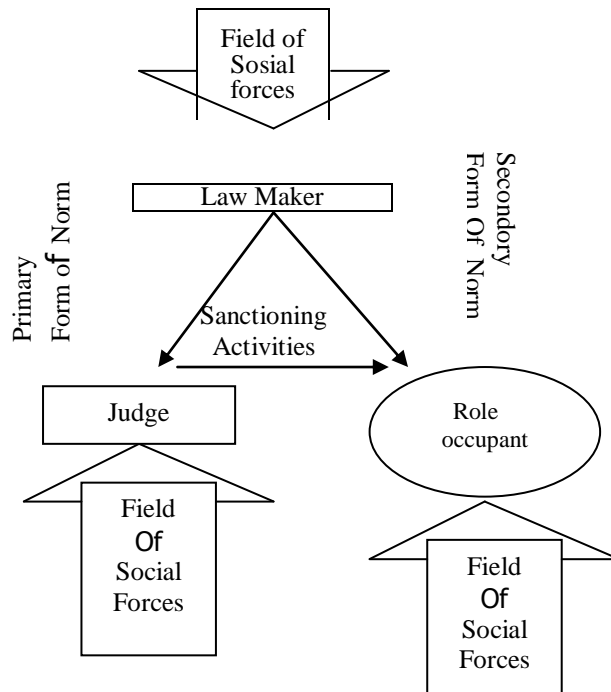 Field of
Sosial
forces
Law Maker
Primary
Form of Norm
Secondory
Form Of Norm
Sanctioning
Activities
Judge
Role
occupant
Field
Of
Social
Forces
Field
Of
Social
Forces